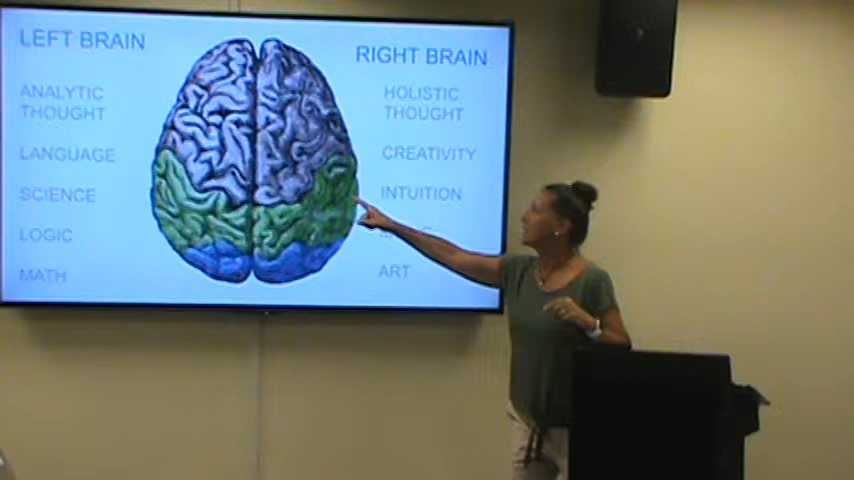 LEFT BRAIN
ANALYTIC
THOUGHT
LANGUAGE
SCIENCE
LOGIC
MATH
RIGHT BRAIN
HOLISTIC
THOUGHT
CREATIVITY
INTUITION
ART